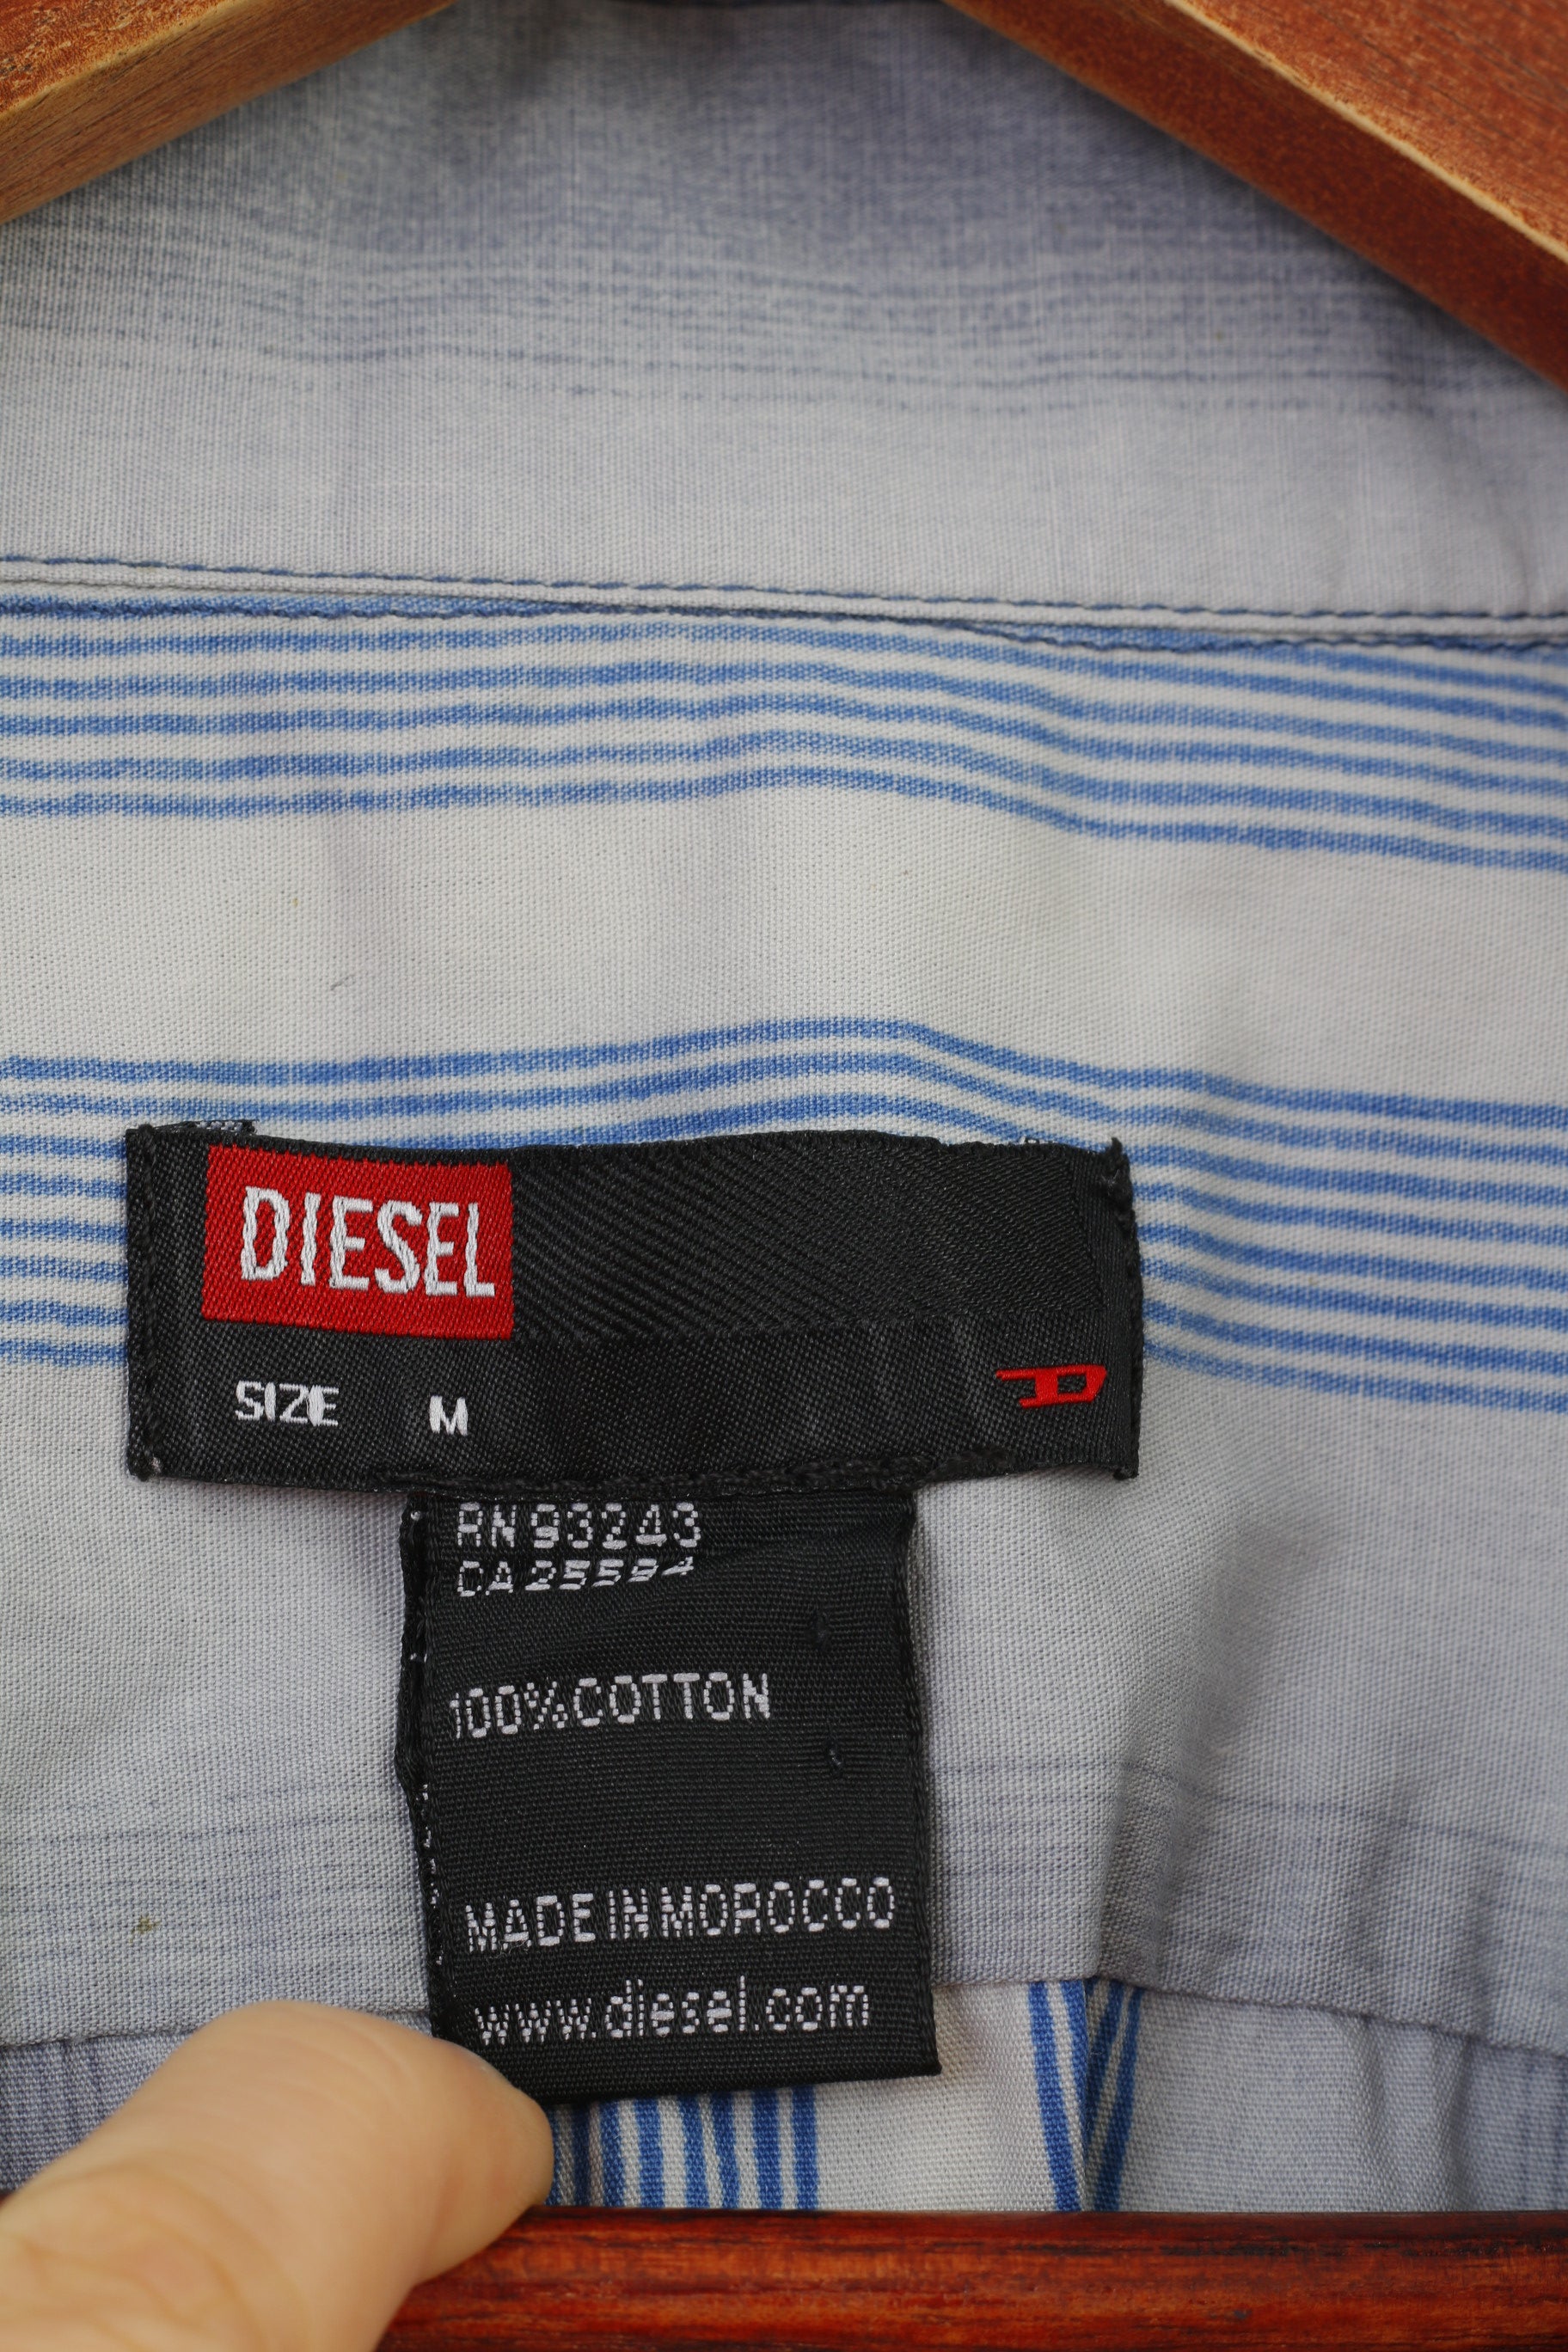 DIESEL
SIZE M D
RN 93243
CA 25594
100% COTTON
MADE IN MOROCCO
www.diesel.com